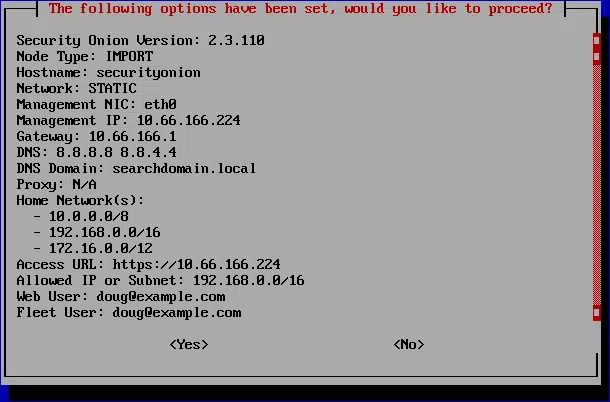 The following options have been set, would you like to proceed?
Security Onion Version: 2.3.110
Node Type: IMPORT
Hostname: securityonion
Network: STATIC
Management NIC: eth0
Management IP: 10.66.166.224
Gateway: 10.66.166.1
DNS: 8.8.8.8 8.8.4.4
DNS Domain: searchdomain.local
Proxy: N/A
Home Network(s):
- 10.0.0.0/8
- 192.168.0.0/16
- 172.16.0.0/12
Access URL: https://10.66.166.224
Allowed IP or Subnet: 192.168.0.0/16
Web User: doug@example.com
Fleet User: doug@example.com
<Yes> <No>